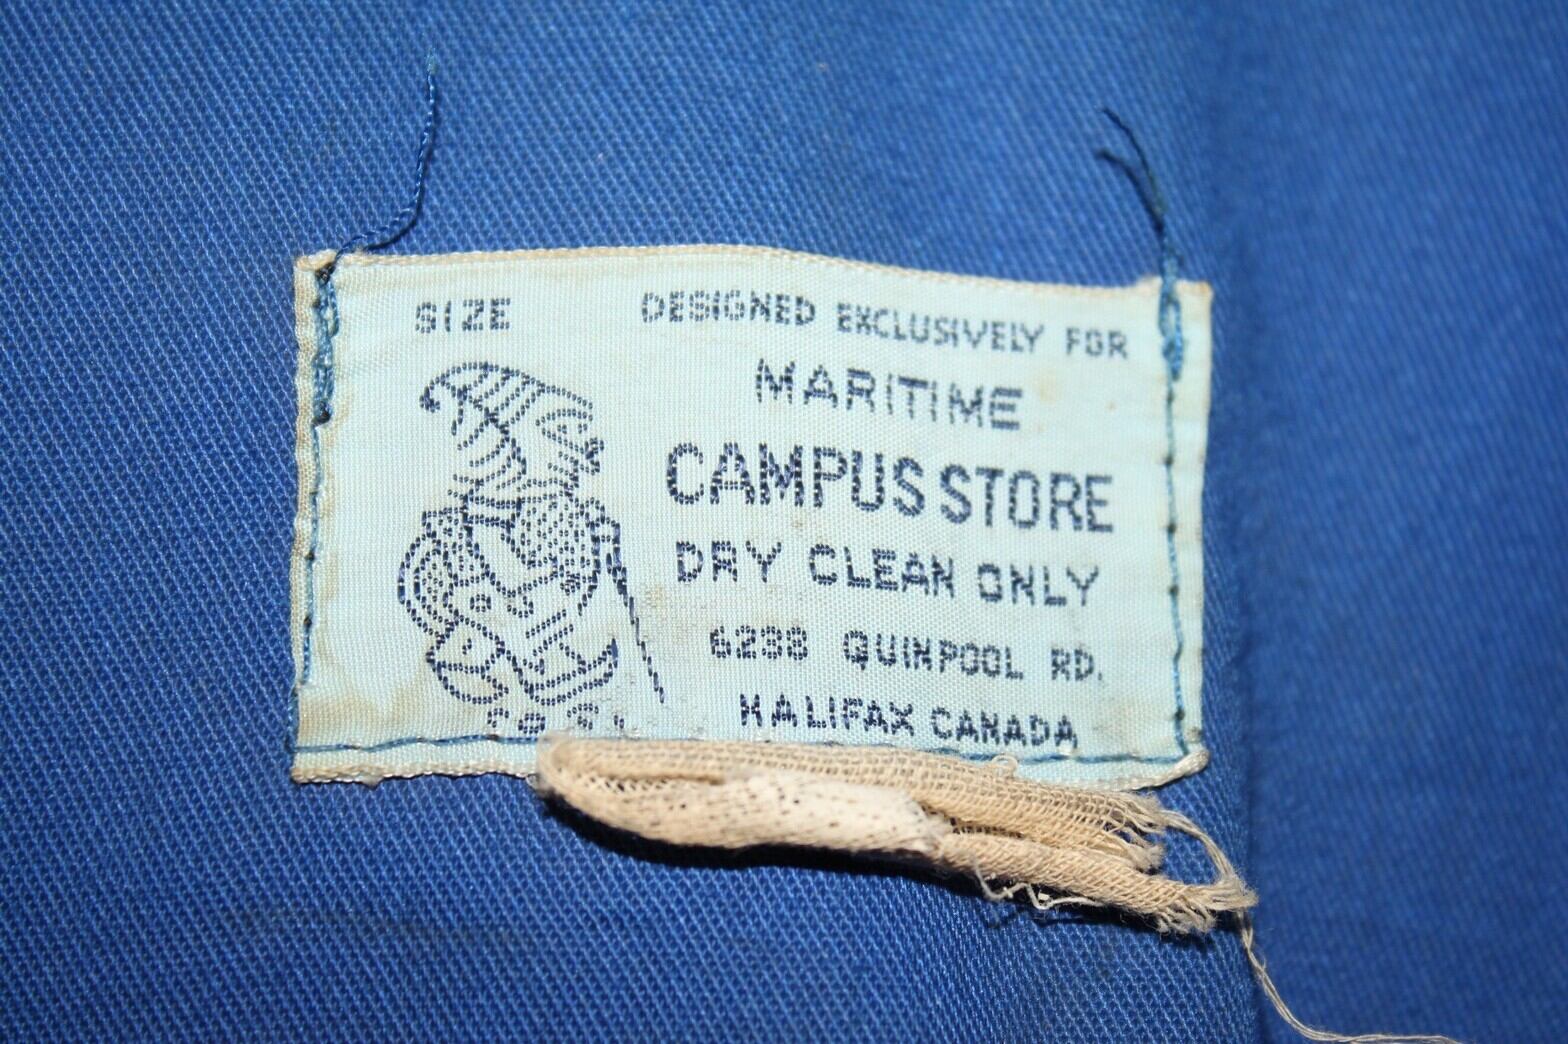 SIZE
DESIGNED EXCLUSIVELY FOR
MARITIME
CAMPUS STORE
DRY CLEAN ONLY
6238 QUINPOOL RD.
HALIFAX CANADA